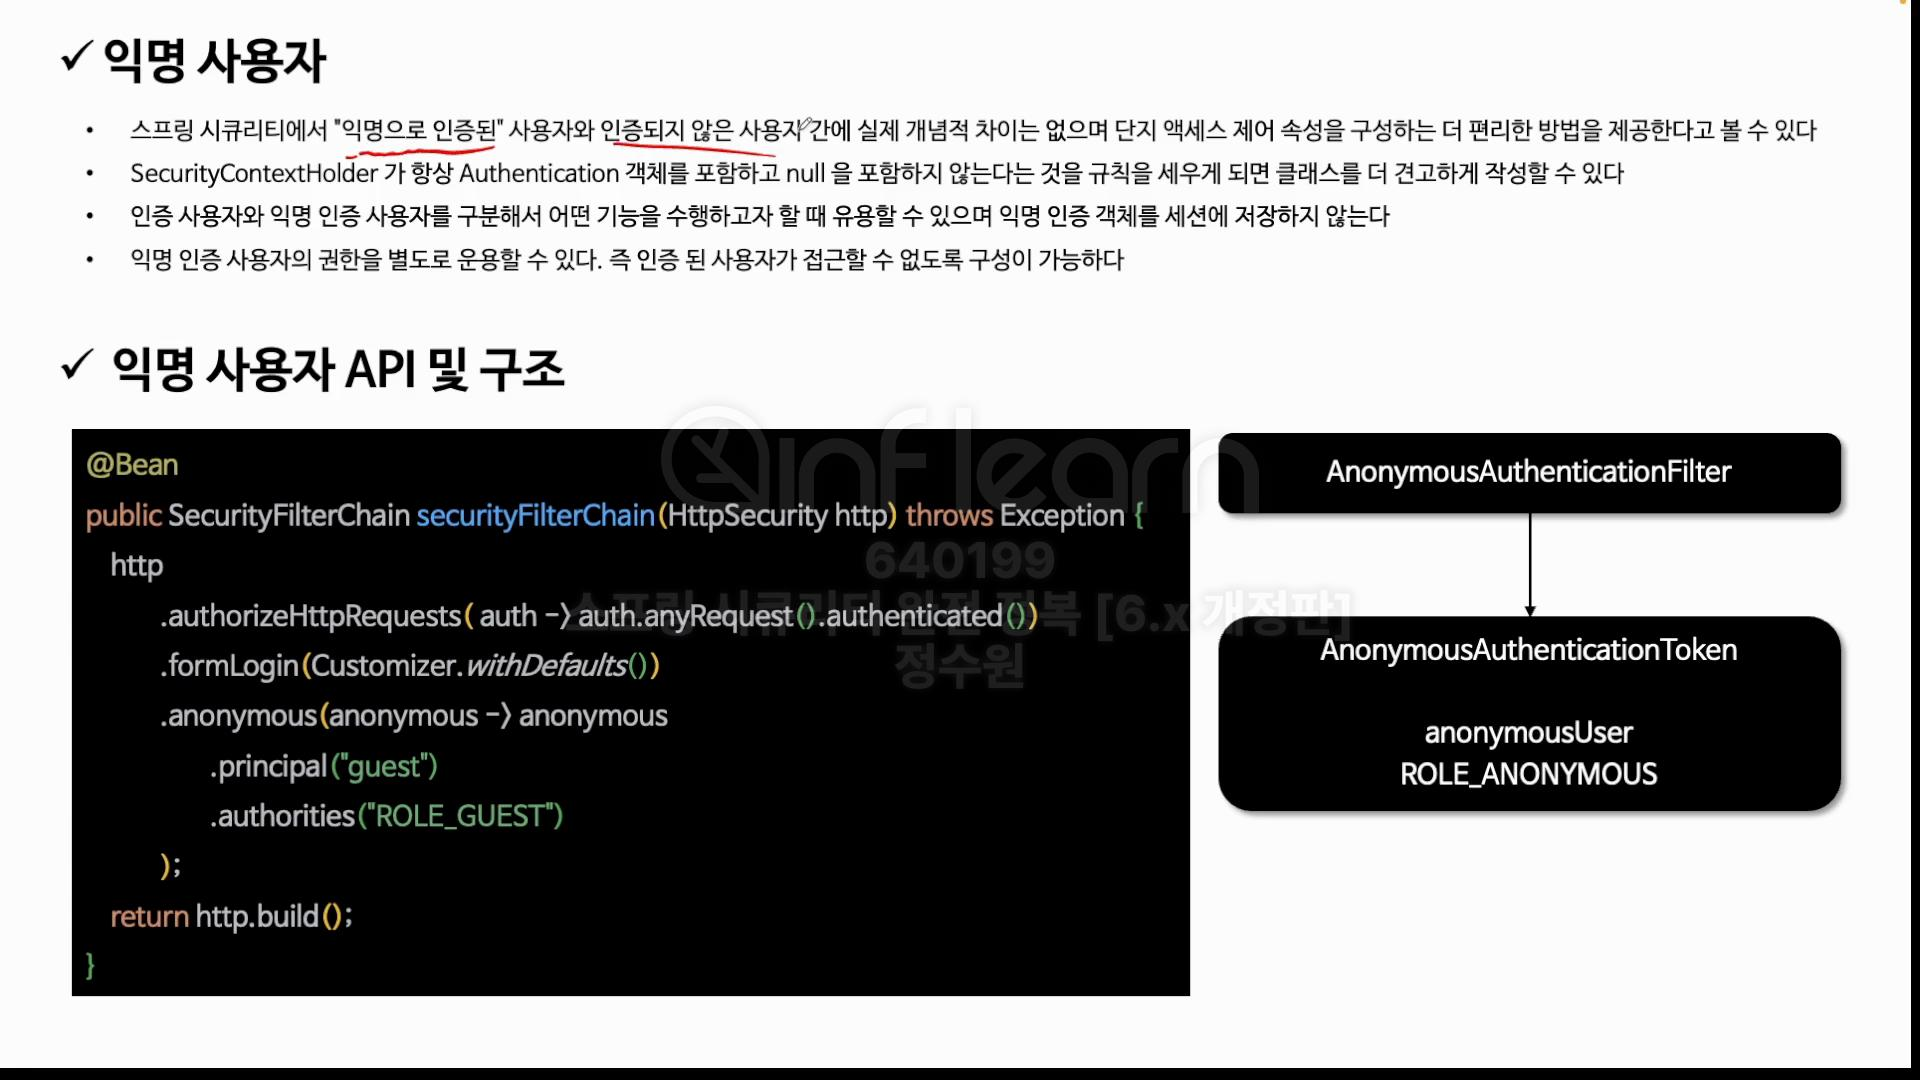 ✓ 익명 사용자
• 스프링 시큐리티에서 "익명으로 인증된" 사용자와 인증되지 않은 사용자 간에 실제 개념적 차이는 없으며 단지 액세스 제어 속성을 구성하는 더 편리한 방법을 제공한다고 볼 수 있다
• SecurityContextHolder 가 항상 Authentication 객체를 포함하고 null 을 포함하지 않는다는 것을 규칙을 세우게 되면 클래스를 더 견고하게 작성할 수 있다
• 인증 사용자와 익명 인증 사용자를 구분해서 어떤 기능을 수행하고자 할 때 유용할 수 있으며 익명 인증 객체를 세션에 저장하지 않는다
• 익명 인증 사용자의 권한을 별도로 운용할 수 있다. 즉 인증 된 사용자가 접근할 수 없도록 구성이 가능하다
✓ 익명 사용자 API 및 구조
@Bean
public SecurityFilterChain securityFilterChain(HttpSecurity http) throws Exception {
http
.authorizeHttpRequests( auth -> auth.anyRequest().authenticated())
.formLogin(Customizer.withDefaults())
.anonymous(anonymous -> anonymous
.principal("guest")
.authorities("ROLE_GUEST")
);
return http.build();
}
AnonymousAuthenticationFilter
AnonymousAuthenticationToken
anonymousUser
ROLE_ANONYMOUS
inflearn
640199
스프링 시큐리티 완전 정복 [6.x 개정판]
정수원